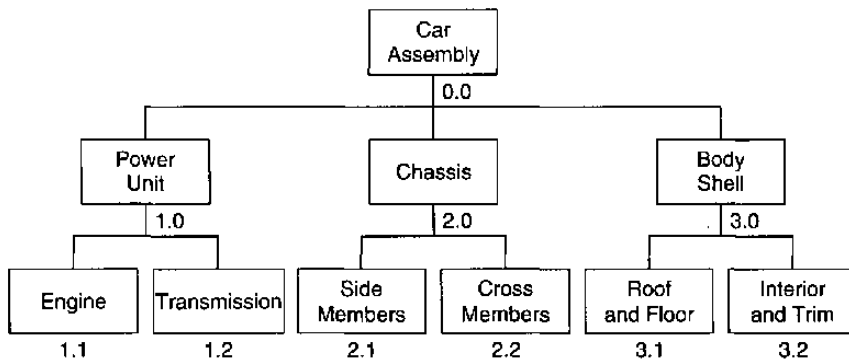 Car
Assembly
0.0
Power
Unit
Chassis
Body
Shell
1.0
2.0
3.0
Engine
Transmission
Side
Members
Cross
Members
Roof
and Floor
Interior
and Trim
1.1
1.2
2.1
2.2
3.1
3.2